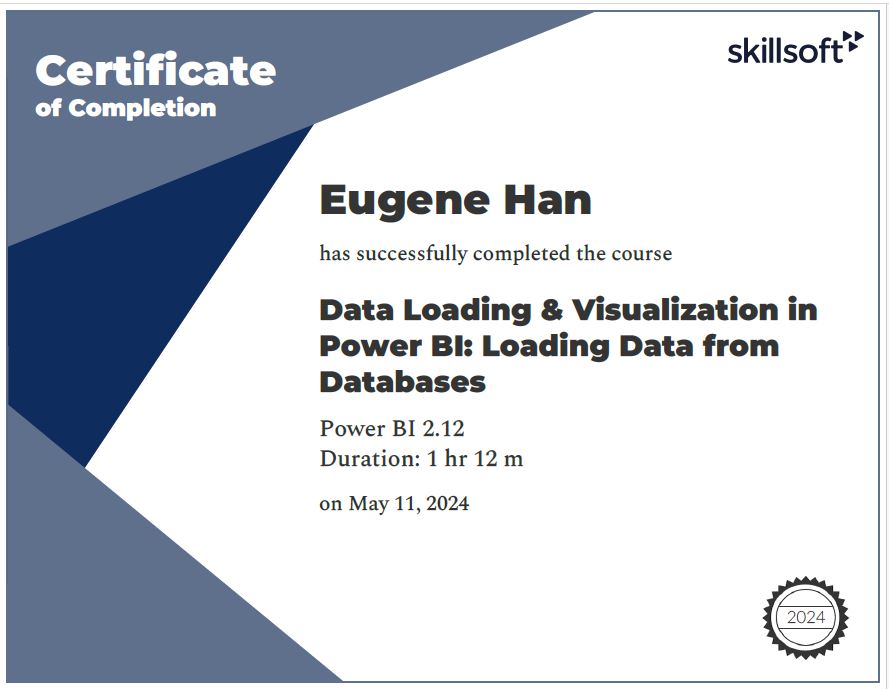 Certificate
of Completion
skillsoft
Eugene Han
has successfully completed the course
Data Loading & Visualization in
Power BI: Loading Data from
Databases
Power BI 2.12
Duration: 1 hr 12 m
on May 11, 2024
2024